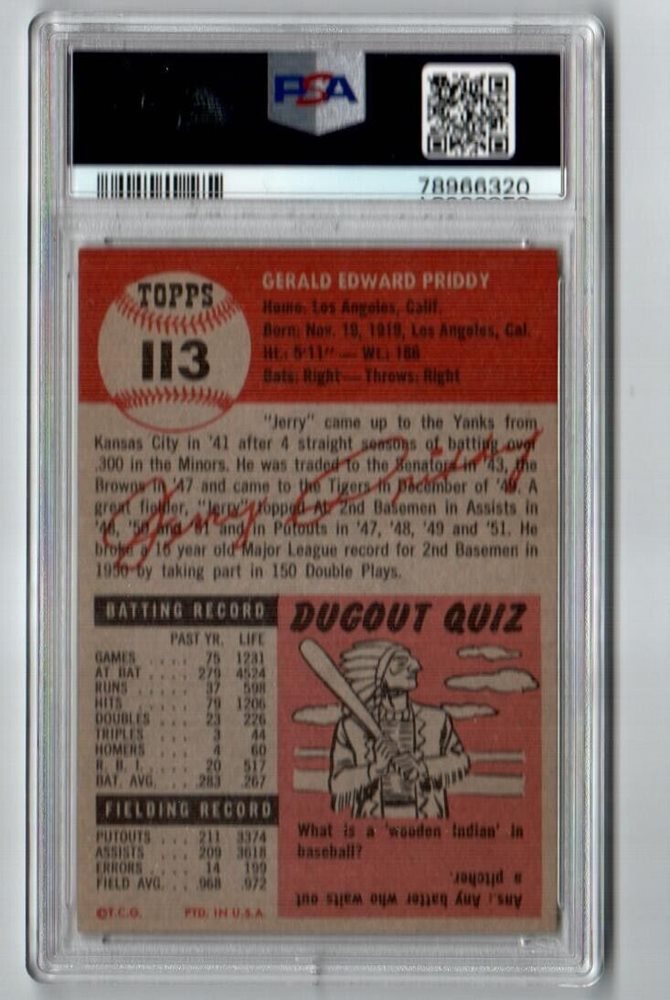 PSA
78966320
TOPPS
113
GERALD EDWARD PRIDDY
Home: Los Angeles, Calif.
Born: Nov. 18, 1919, Los Angeles, Cal.
Ht.: 5'11" — Wt.: 186
Bats: Right — Throws: Right
"Jerry" came up to the Yanks from
Kansas City in '41 after 4 straight seasons of batting over
.300 in the Minors. He was traded to the Senators in '43, the
Browns in '47 and came to the Tigers in December of '49. A
great fielder, "Jerry" topped AL 2nd Basemen in Assists in
'46, '50 and '51 and in Putouts in '47, '48, '49 and '51. He
broke a 15 year old Major League record for 2nd Basemen in
1950 by taking part in 150 Double Plays.
Jerry Priddy
BATTING RECORD
PAST YR. LIFE
GAMES .... 75 1231
AT BAT .... 279 4524
RUNS .... 37 598
HITS .... 79 1206
DOUBLES .... 23 226
TRIPLES .... 3 44
HOMERS .... 4 60
R. B. I. .... 20 517
BAT. AVG. ... .283 .267
FIELDING RECORD
PUTOUTS ... 211 3374
ASSISTS ... 209 3618
ERRORS ... 14 199
FIELD AVG. ... .968 .972
©T.C.G. PTD. IN U.S.A.
DUGOUT QUIZ
What is a 'wooden Indian' in
baseball?
Ans.: Any batter who waits out
a pitcher.